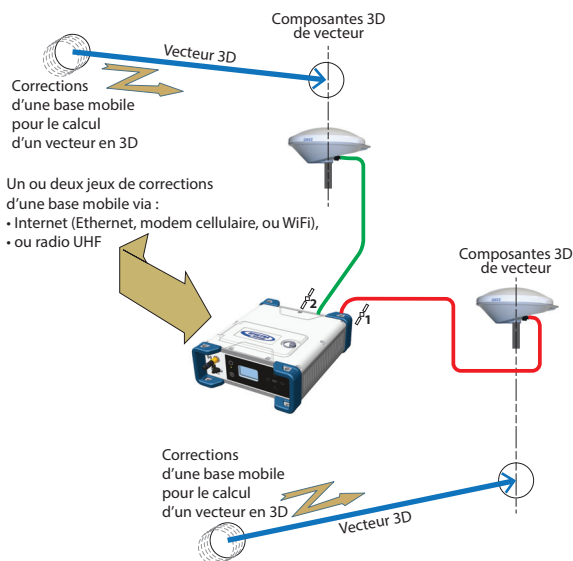 Composantes 3D
de vecteur
Vecteur 3D
Corrections
d'une base mobile
pour le calcul
d'un vecteur en 3D
Un ou deux jeux de corrections
d'une base mobile via :
• Internet (Ethernet, modem cellulaire, ou WiFi),
• ou radio UHF
Composantes 3D
de vecteur
2
1
Corrections
d'une base mobile
pour le calcul
d'un vecteur en 3D
Vecteur 3D